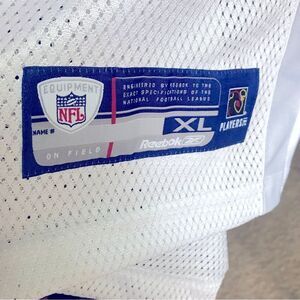 EQUIPMENT
NFL
NAME #
ON FIELD
ENGINEERED BY REEBOK TO THE
EXACT SPECIFICATIONS OF THE
NATIONAL FOOTBALL LEAGUE
XL
Reebok
PLAYERS INC